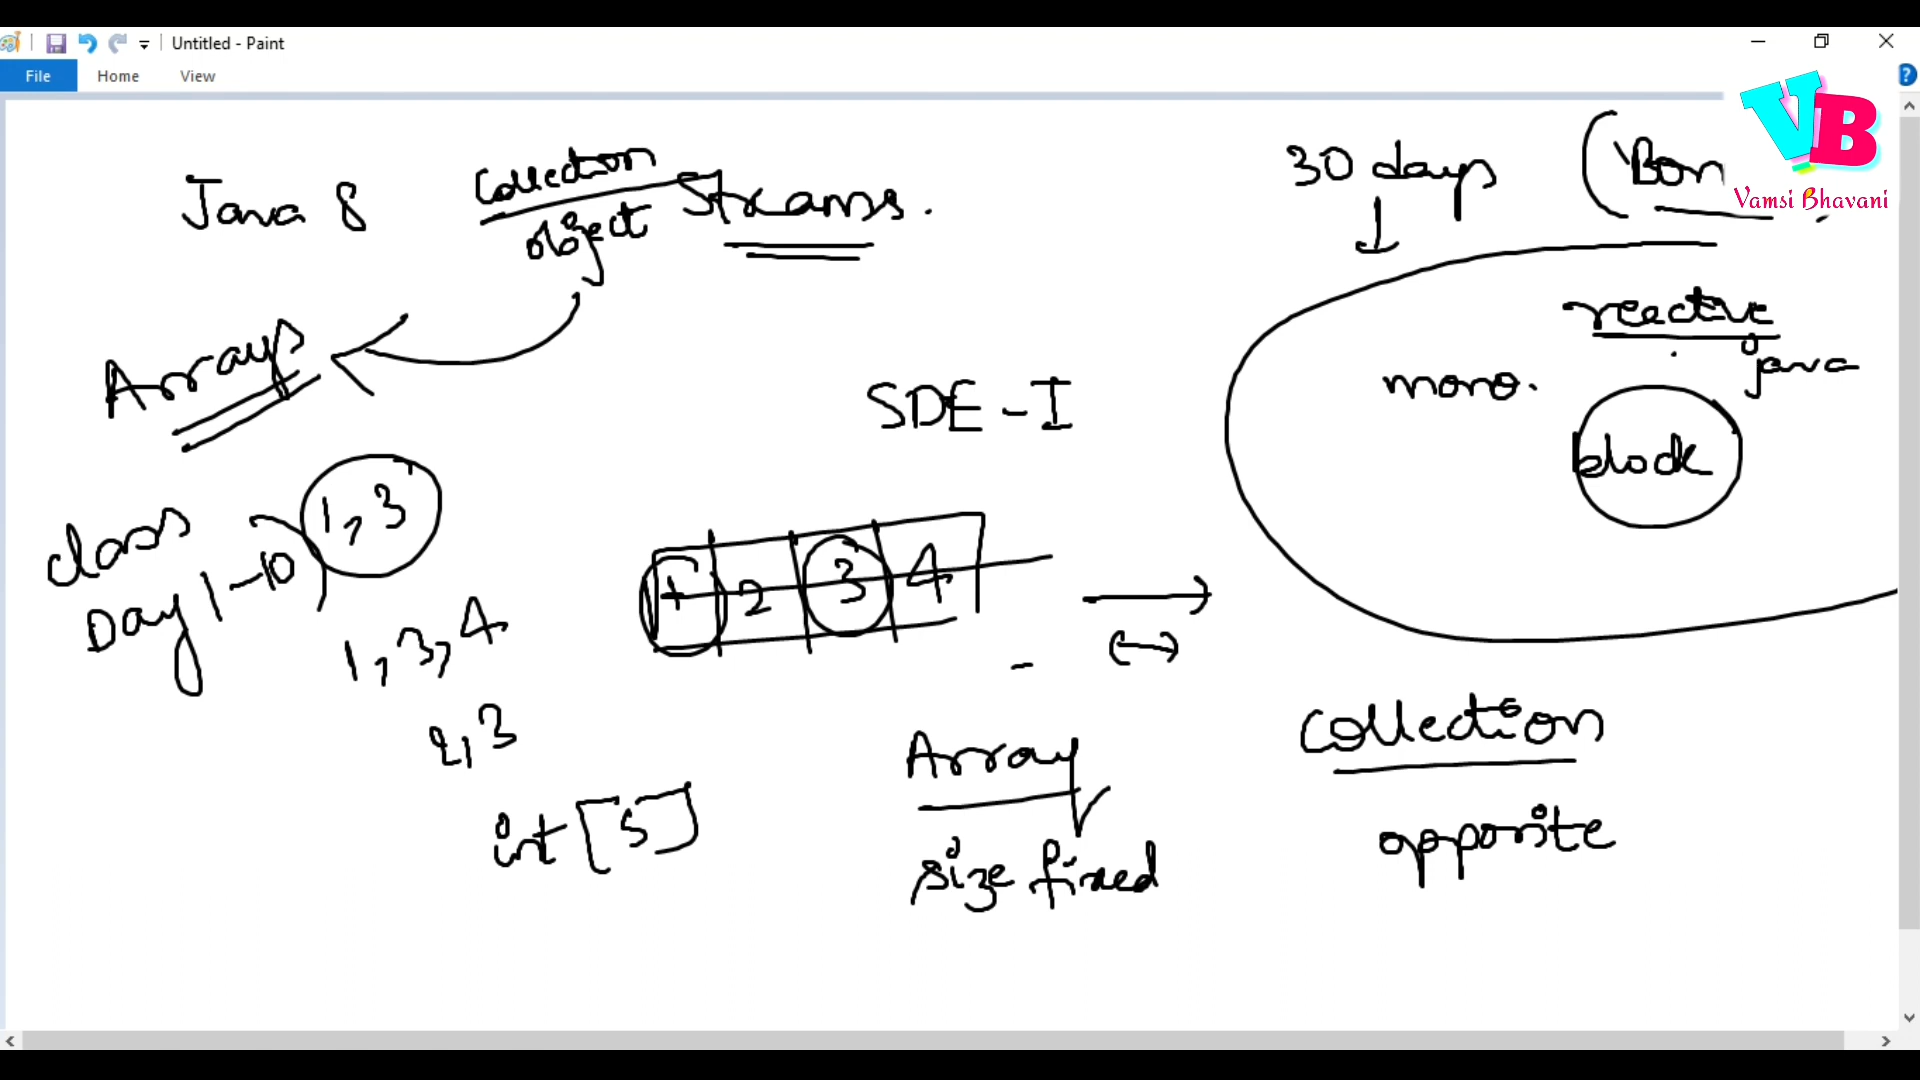 Untitled - Paint
File Home View
VB
Vamsi Bhavani
Java 8
Collection
object
Streams.
30 days
(Bon
Arrays
reactive
java
mono.
block
SDE - I
class
Day 1-10
1, 3
1 2 3 4
1, 3, 4
2, 3
int [5]
Array
size fixed
Collection
opposite